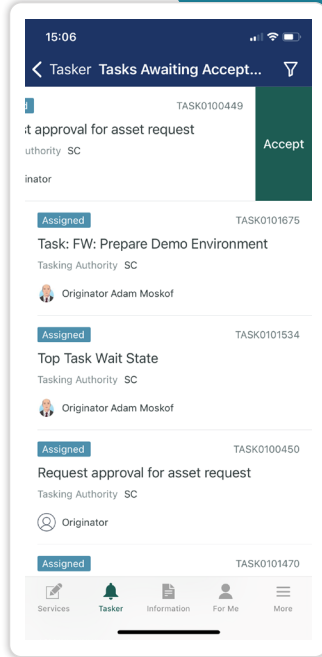 15:06
Tasker Tasks Awaiting Accept...
d TASK0100449
st approval for asset request
uthority SC
inator
Accept
Assigned TASK0101675
Task: FW: Prepare Demo Environment
Tasking Authority SC
Originator Adam Moskof
Assigned TASK0101534
Top Task Wait State
Tasking Authority SC
Originator Adam Moskof
Assigned TASK0100450
Request approval for asset request
Tasking Authority SC
Originator
Assigned TASK0101470
Services Tasker Information For Me More